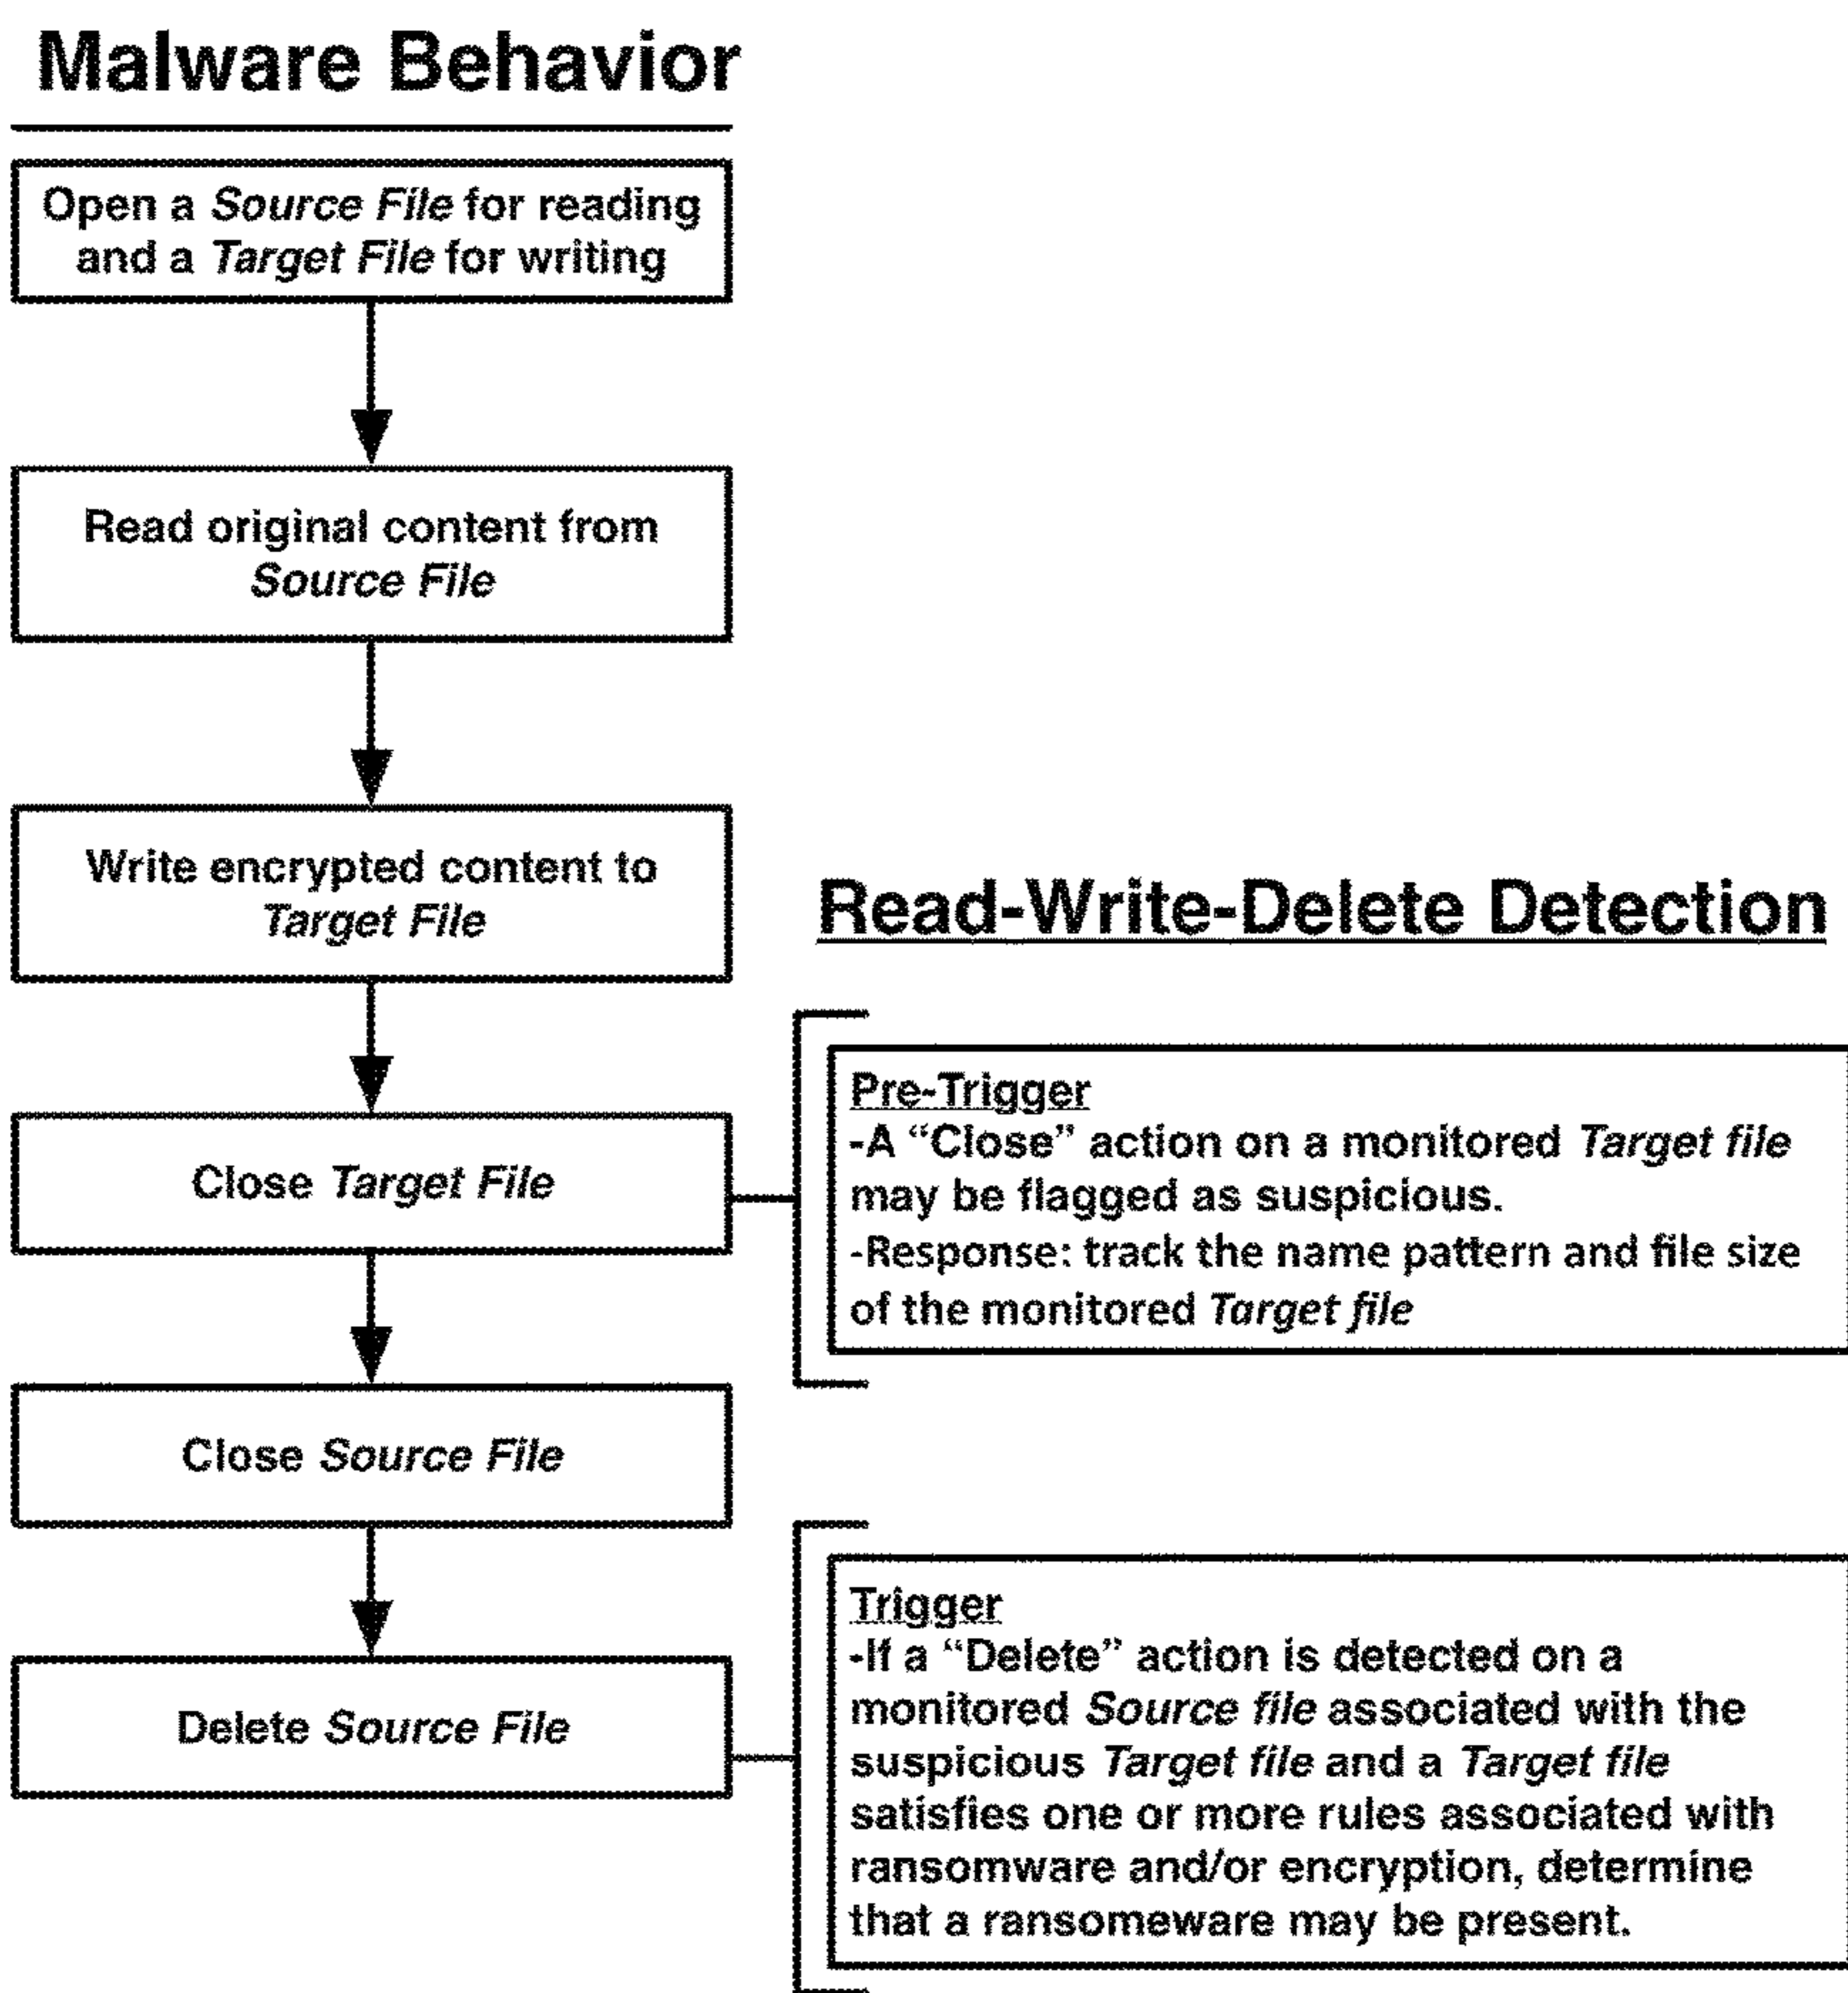 Malware Behavior
Open a Source File for reading
and a Target File for writing
Read original content from
Source File
Write encrypted content to
Target File
Close Target File
Close Source File
Delete Source File
Read-Write-Delete Detection
Pre-Trigger
-A “Close” action on a monitored Target file
may be flagged as suspicious.
-Response: track the name pattern and file size
of the monitored Target file
Trigger
-If a “Delete” action is detected on a
monitored Source file associated with the
suspicious Target file and a Target file
satisfies one or more rules associated with
ransomware and/or encryption, determine
that a ransomeware may be present.